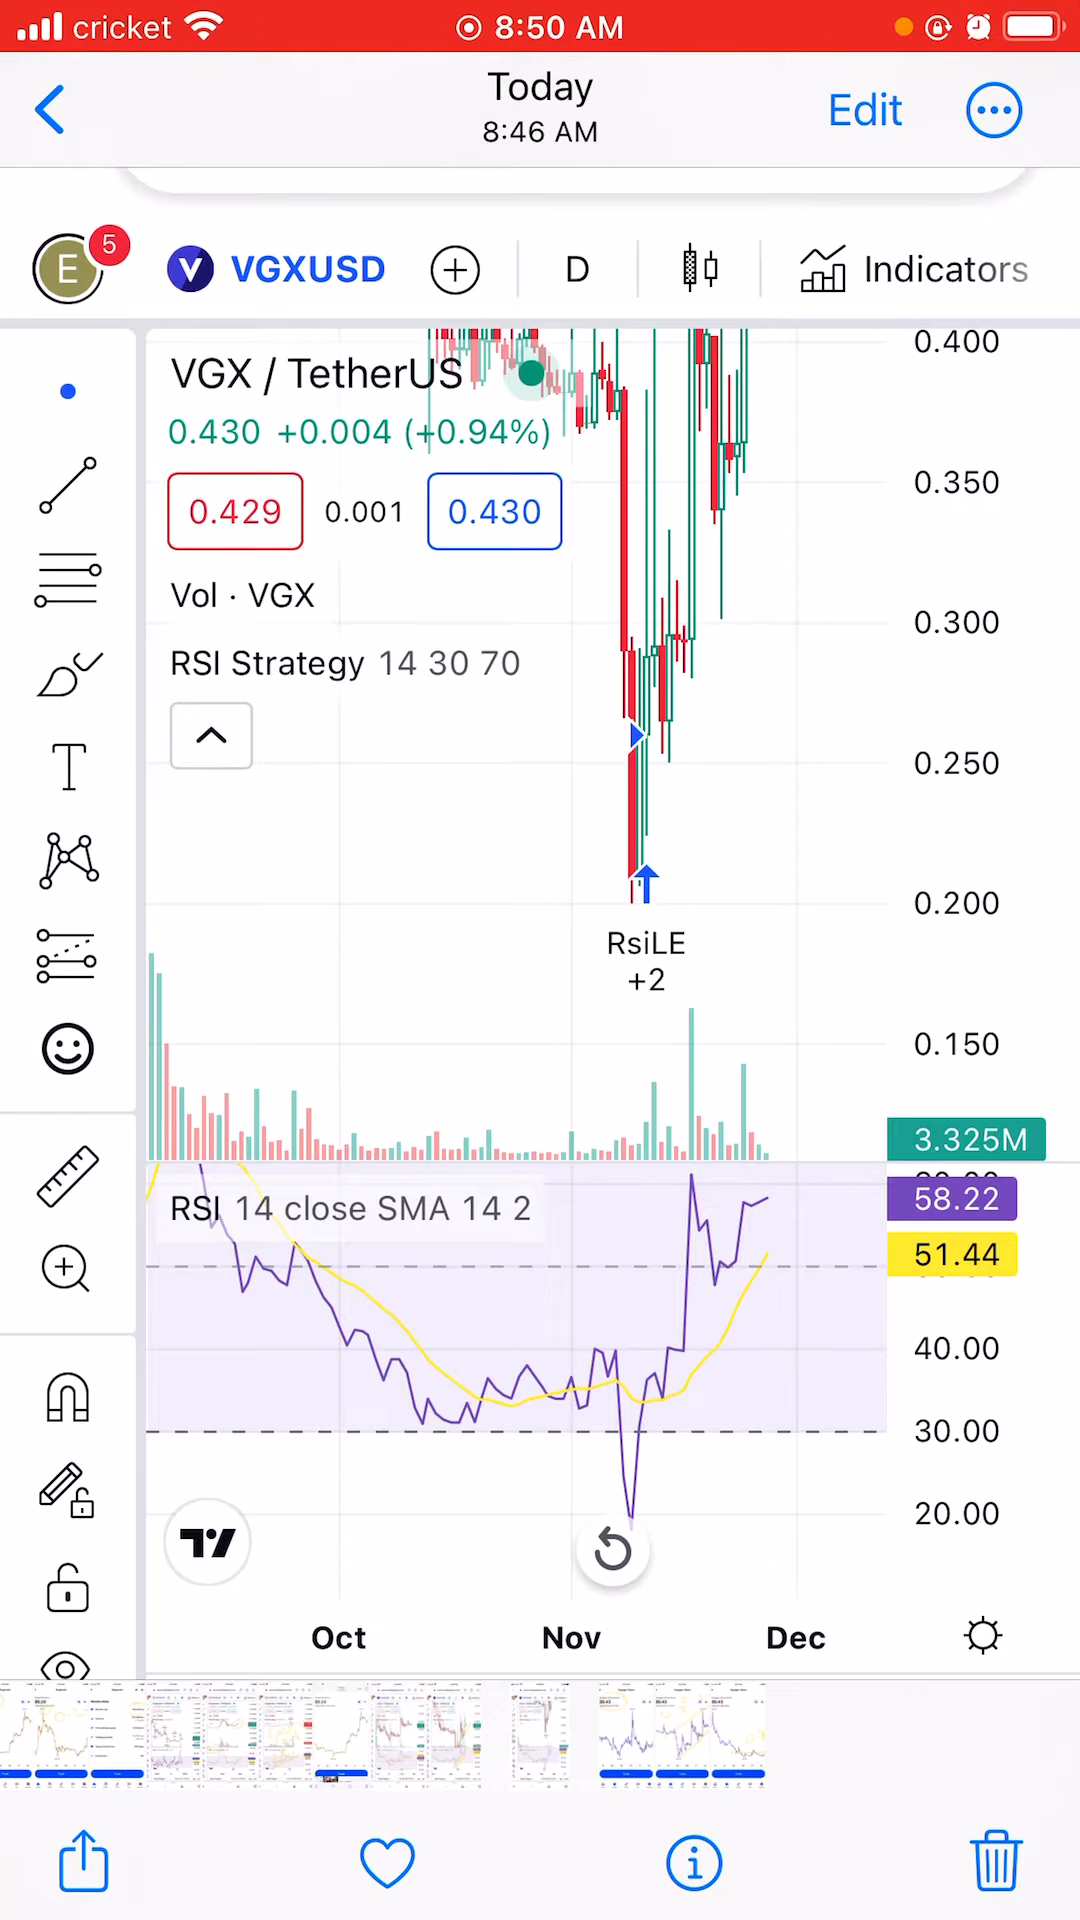 cricket 8:50 AM
Today
8:46 AM
Edit
E
5
VGXUSD
D
Indicators
VGX / TetherUS
0.430 +0.004 (+0.94%)
0.429
0.001
0.430
Vol · VGX
RSI Strategy 14 30 70
0.400
0.350
0.300
0.250
0.200
0.150
RsiLE
+2
3.325M
RSI 14 close SMA 14 2
58.22
51.44
40.00
30.00
20.00
Oct
Nov
Dec